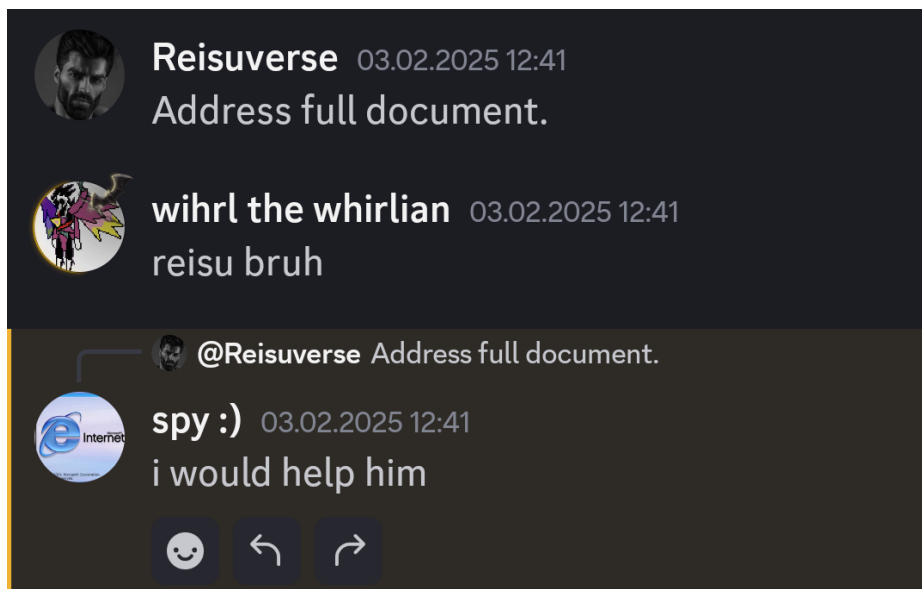 Reisuverse 03.02.2025 12:41
Address full document.
wihrl the whirlian 03.02.2025 12:41
reisu bruh
@Reisuverse Address full document.
spy :) 03.02.2025 12:41
Internet
i would help him